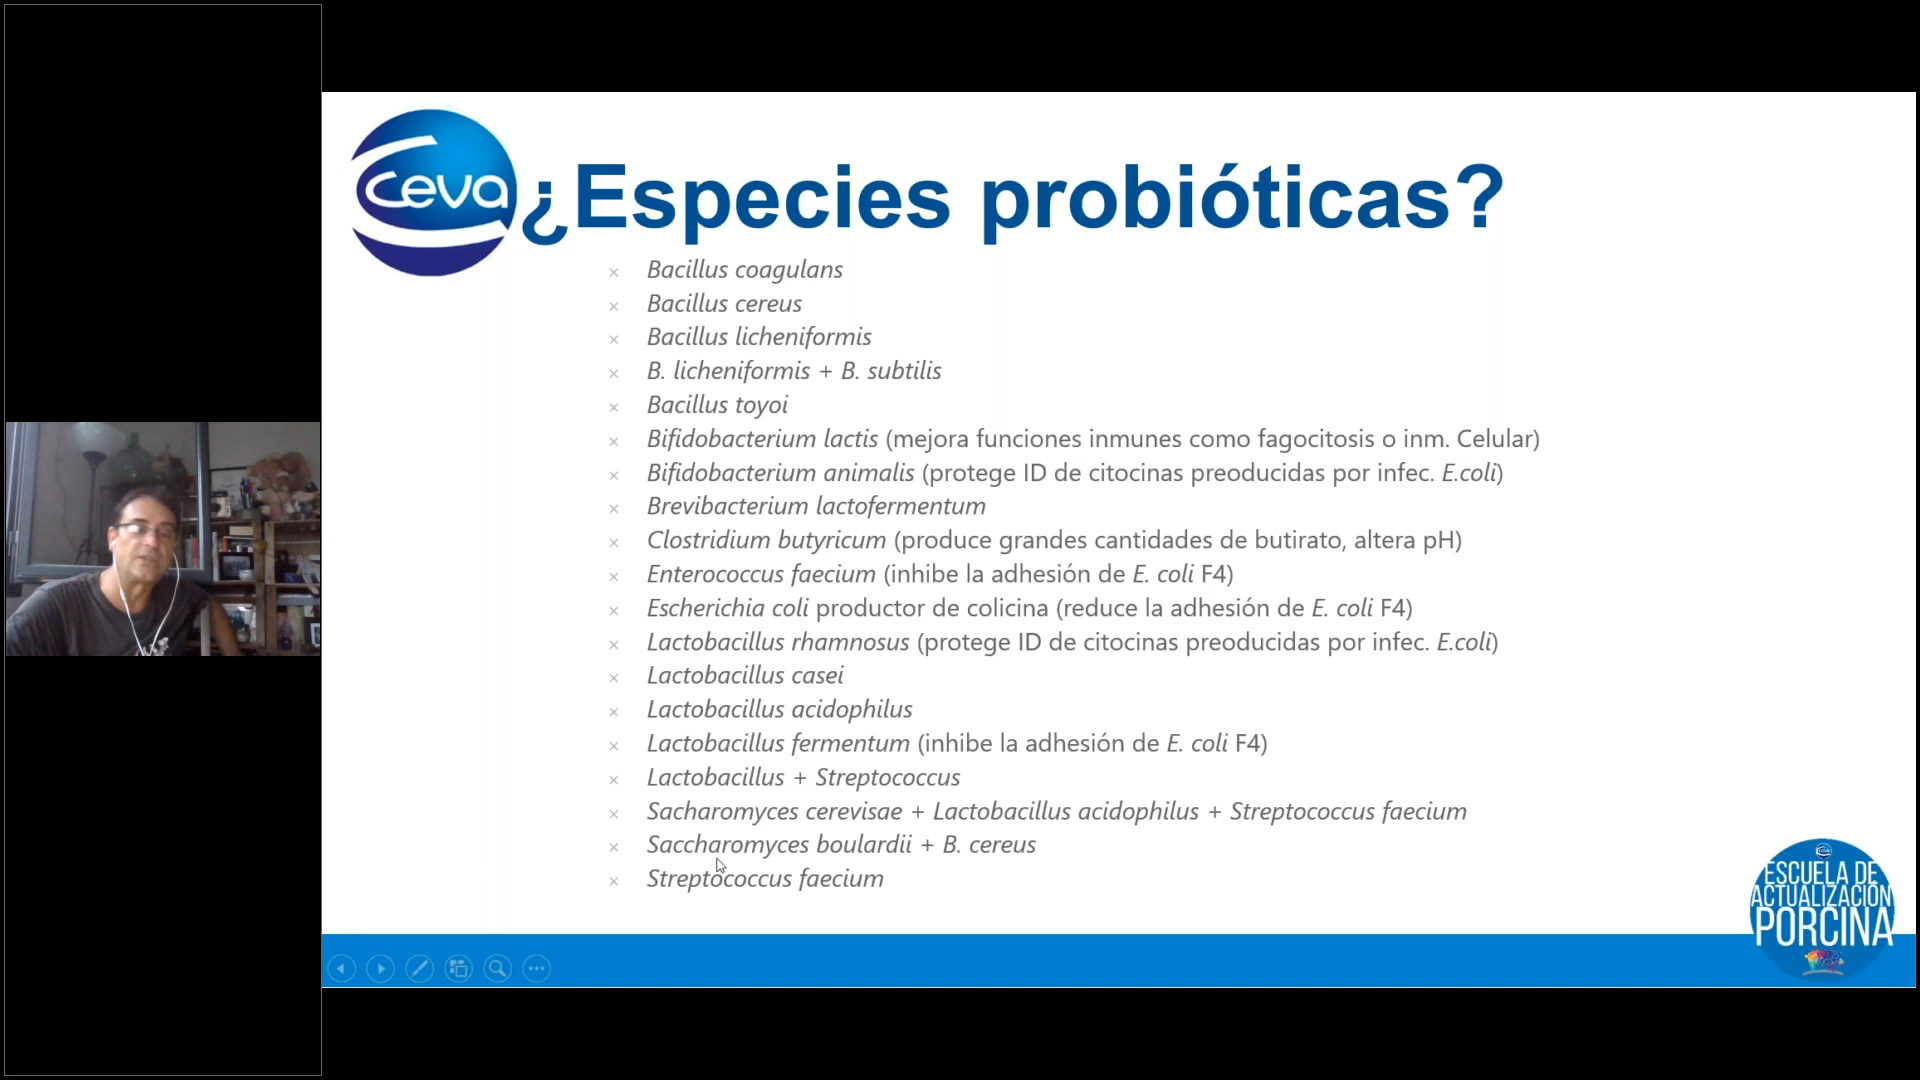 ceva
¿Especies probióticas?
× Bacillus coagulans
× Bacillus cereus
× Bacillus licheniformis
× B. licheniformis + B. subtilis
× Bacillus toyoi
× Bifidobacterium lactis (mejora funciones inmunes como fagocitosis o inm. Celular)
× Bifidobacterium animalis (protege ID de citocinas preoducidas por infec. E.coli)
× Brevibacterium lactofermentum
× Clostridium butyricum (produce grandes cantidades de butirato, altera pH)
× Enterococcus faecium (inhibe la adhesión de E. coli F4)
× Escherichia coli productor de colicina (reduce la adhesión de E. coli F4)
× Lactobacillus rhamnosus (protege ID de citocinas preoducidas por infec. E.coli)
× Lactobacillus casei
× Lactobacillus acidophilus
× Lactobacillus fermentum (inhibe la adhesión de E. coli F4)
× Lactobacillus + Streptococcus
× Sacharomyces cerevisae + Lactobacillus acidophilus + Streptococcus faecium
× Saccharomyces boulardii + B. cereus
× Streptococcus faecium
ceva
ESCUELA DE
ACTUALIZACIÓN
PORCINA